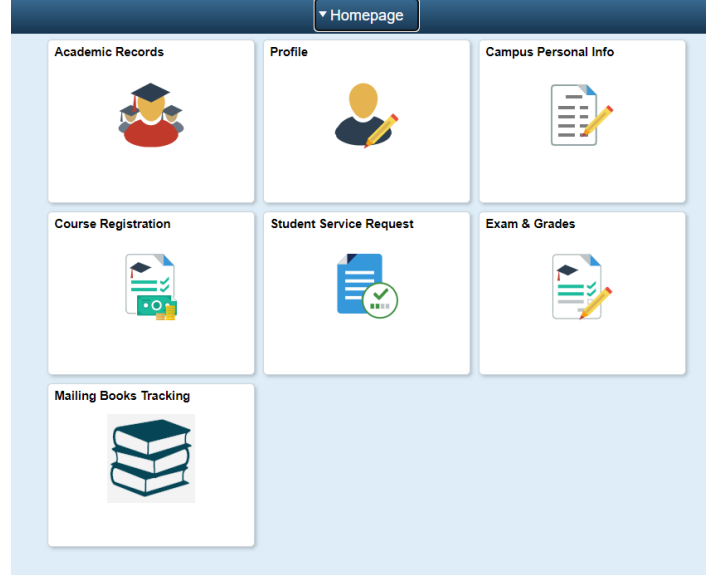 Homepage
Academic Records
Profile
Campus Personal Info
Course Registration
Student Service Request
Exam & Grades
Mailing Books Tracking